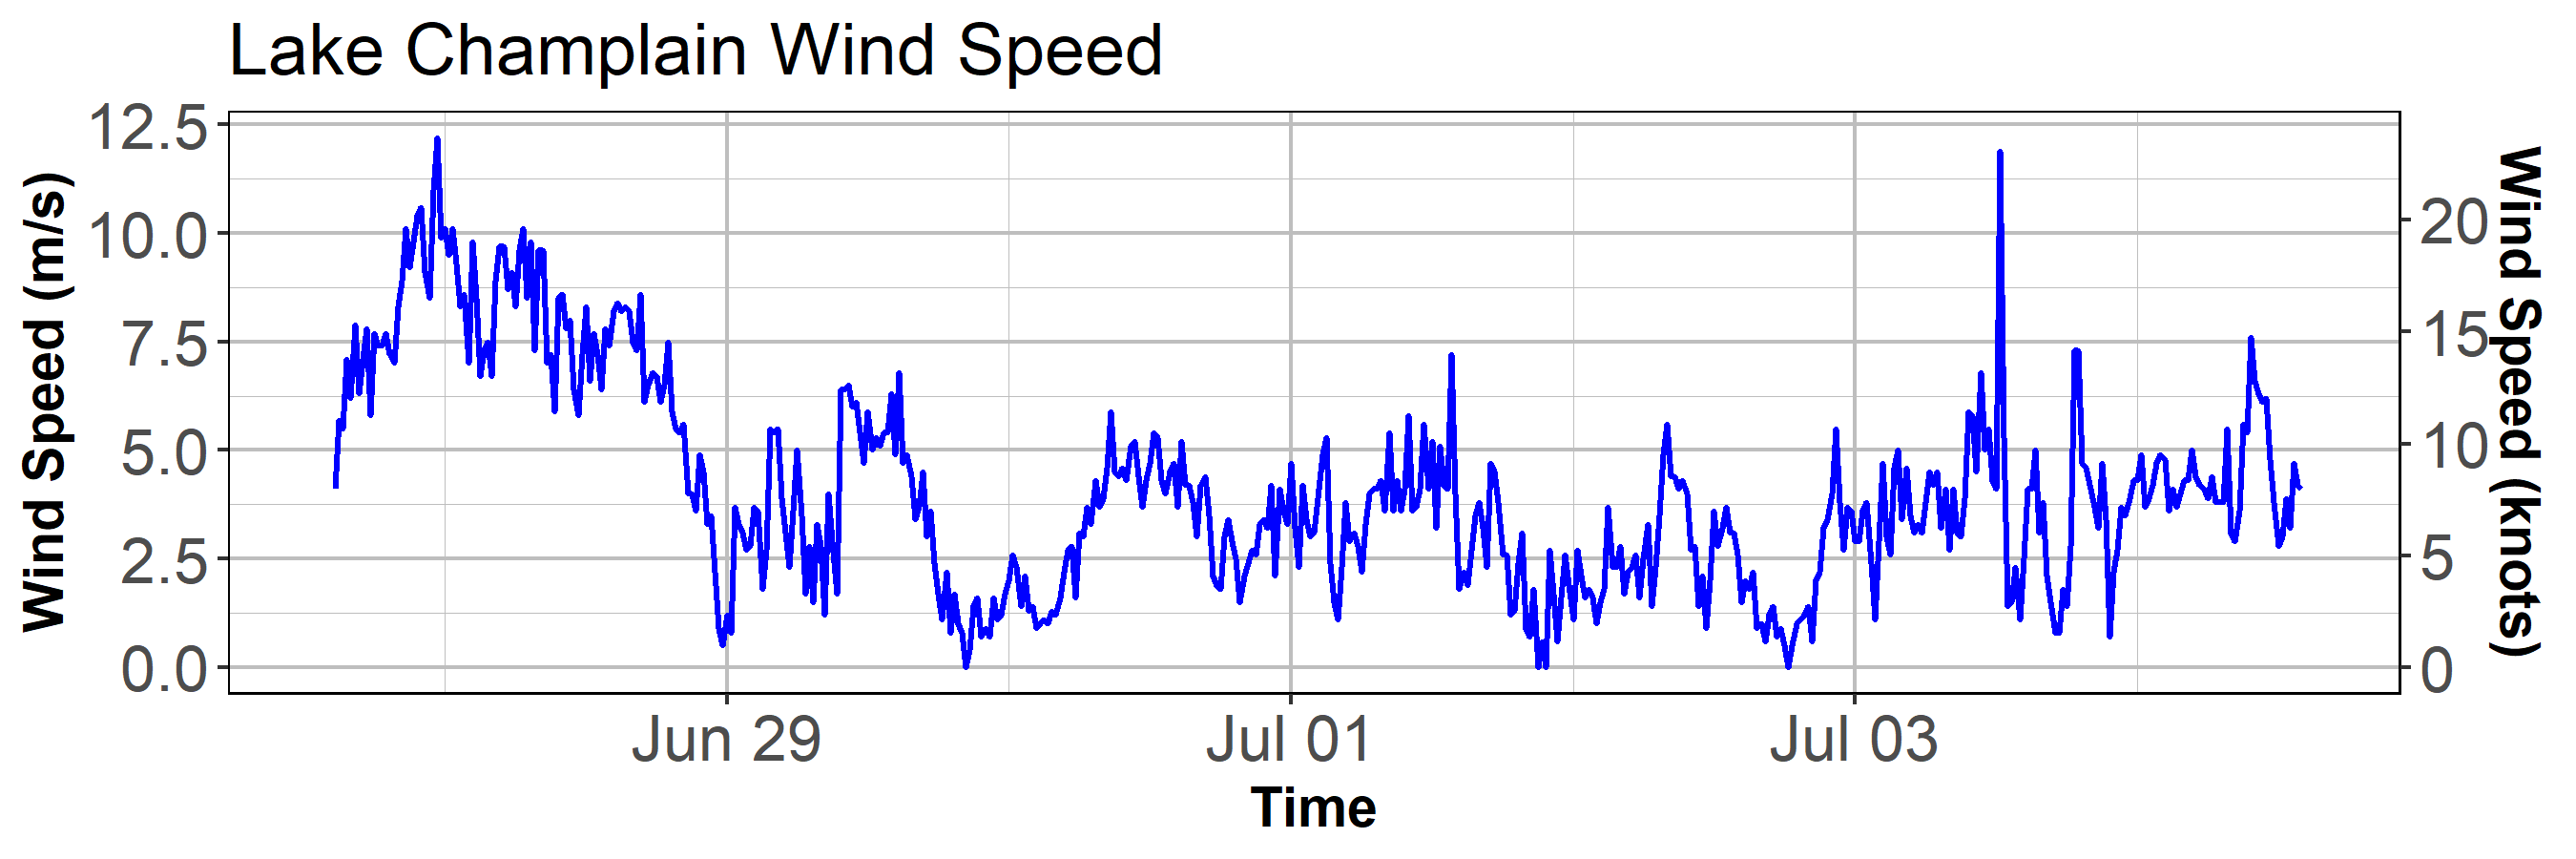 Lake Champlain Wind Speed
Wind Speed (m/s)
12.5
10.0
7.5
5.0
2.5
0.0
20
15
10
5
0
Wind Speed (knots)
Jun 29
Jul 01
Jul 03
Time